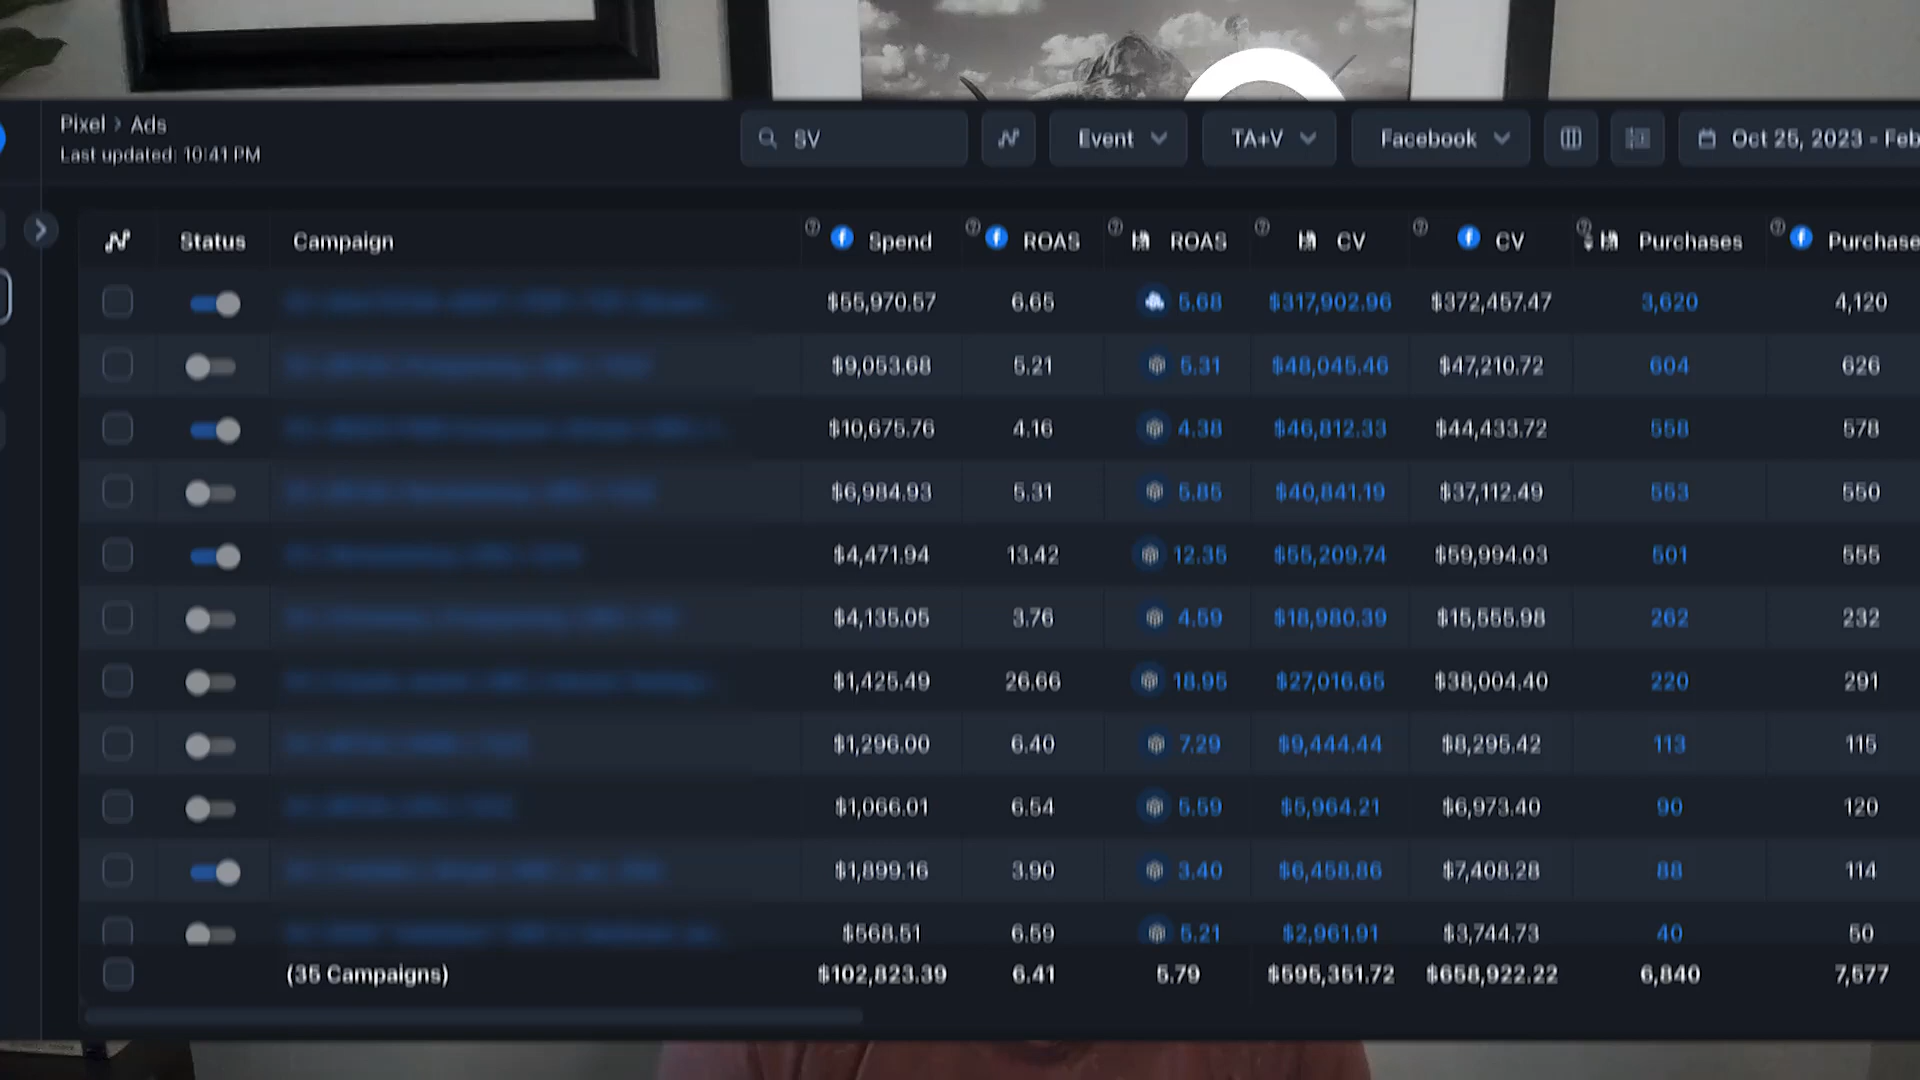 Pixel > Ads
Last updated: 10:41 PM
SV
Event
TA+V
Facebook
Oct 25, 2023 - Feb
Status Campaign Spend ROAS ROAS CV CV Purchases Purchase
$55,970.57 6.65 5.68 $317,902.96 $372,457.47 3,620 4,120
$9,053.68 5.21 5.31 $48,045.46 $47,210.72 604 626
$10,675.76 4.16 4.38 $46,812.33 $44,433.72 558 578
$6,984.93 5.31 5.85 $40,841.19 $37,112.49 553 550
$4,471.94 13.42 12.35 $55,209.74 $59,994.03 501 555
$4,135.05 3.76 4.59 $18,980.39 $15,555.98 262 232
$1,425.49 26.66 18.95 $27,016.65 $38,004.40 220 291
$1,296.00 6.40 7.29 $9,444.44 $8,295.42 113 115
$1,066.01 6.54 5.59 $5,964.21 $6,973.40 90 120
$1,899.16 3.90 3.40 $6,458.86 $7,408.28 88 114
$568.51 6.59 5.21 $2,961.91 $3,744.73 40 50
(35 Campaigns) $102,823.39 6.41 5.79 $595,351.72 $658,922.22 6,840 7,577